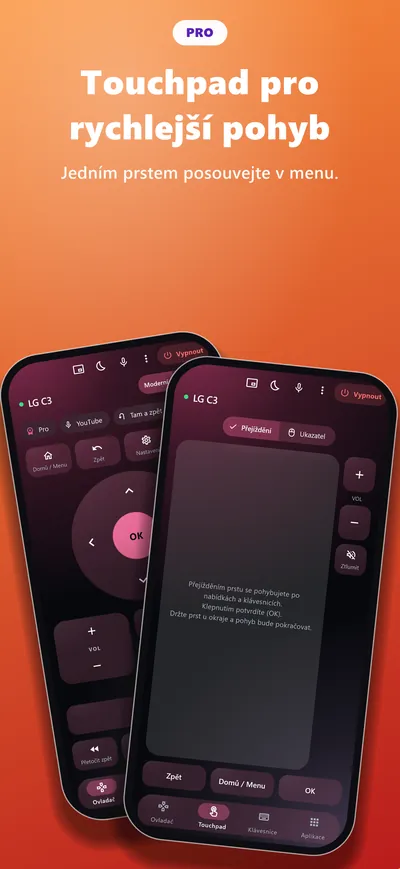 PRO
Touchpad pro
rychlejší pohyb
Jedním prstem posouvejte v menu.
Vypnout
LG C3
Moderní
Pro
YouTube
Tam a zpět
Domů / Menu
Zpět
Nastavení
OK
+
VOL
−
Přetočit zpět
Ovladač
Vypnout
LG C3
Přejíždění
Ukazatel
+
VOL
−
Ztlumit
Přejížděním prstu se pohybujete po
nabídkách a klávesnicích.
Klepnutím potvrdíte (OK).
Držte prst u okraje a pohyb bude pokračovat.
Zpět
Domů / Menu
OK
Ovladač
Touchpad
Klávesnice
Aplikace